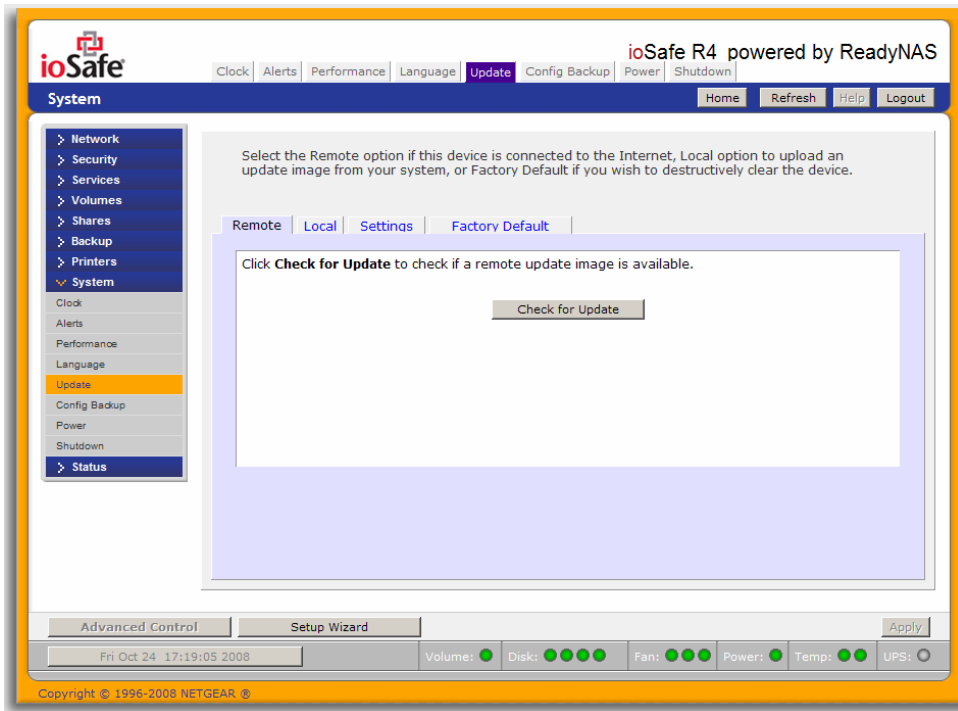 ioSafe
ioSafe R4 powered by ReadyNAS
Clock Alerts Performance Language Update Config Backup Power Shutdown
System
Home Refresh Help Logout
Network
Security
Services
Volumes
Shares
Backup
Printers
System
Clock
Alerts
Performance
Language
Update
Config Backup
Power
Shutdown
Status
Select the Remote option if this device is connected to the Internet, Local option to upload an
update image from your system, or Factory Default if you wish to destructively clear the device.
Remote Local Settings Factory Default
Click Check for Update to check if a remote update image is available.
Check for Update
Advanced Control Setup Wizard Apply
Fri Oct 24 17:19:05 2008 Volume: Disk: Fan: Power: Temp: UPS:
Copyright © 1996-2008 NETGEAR ®